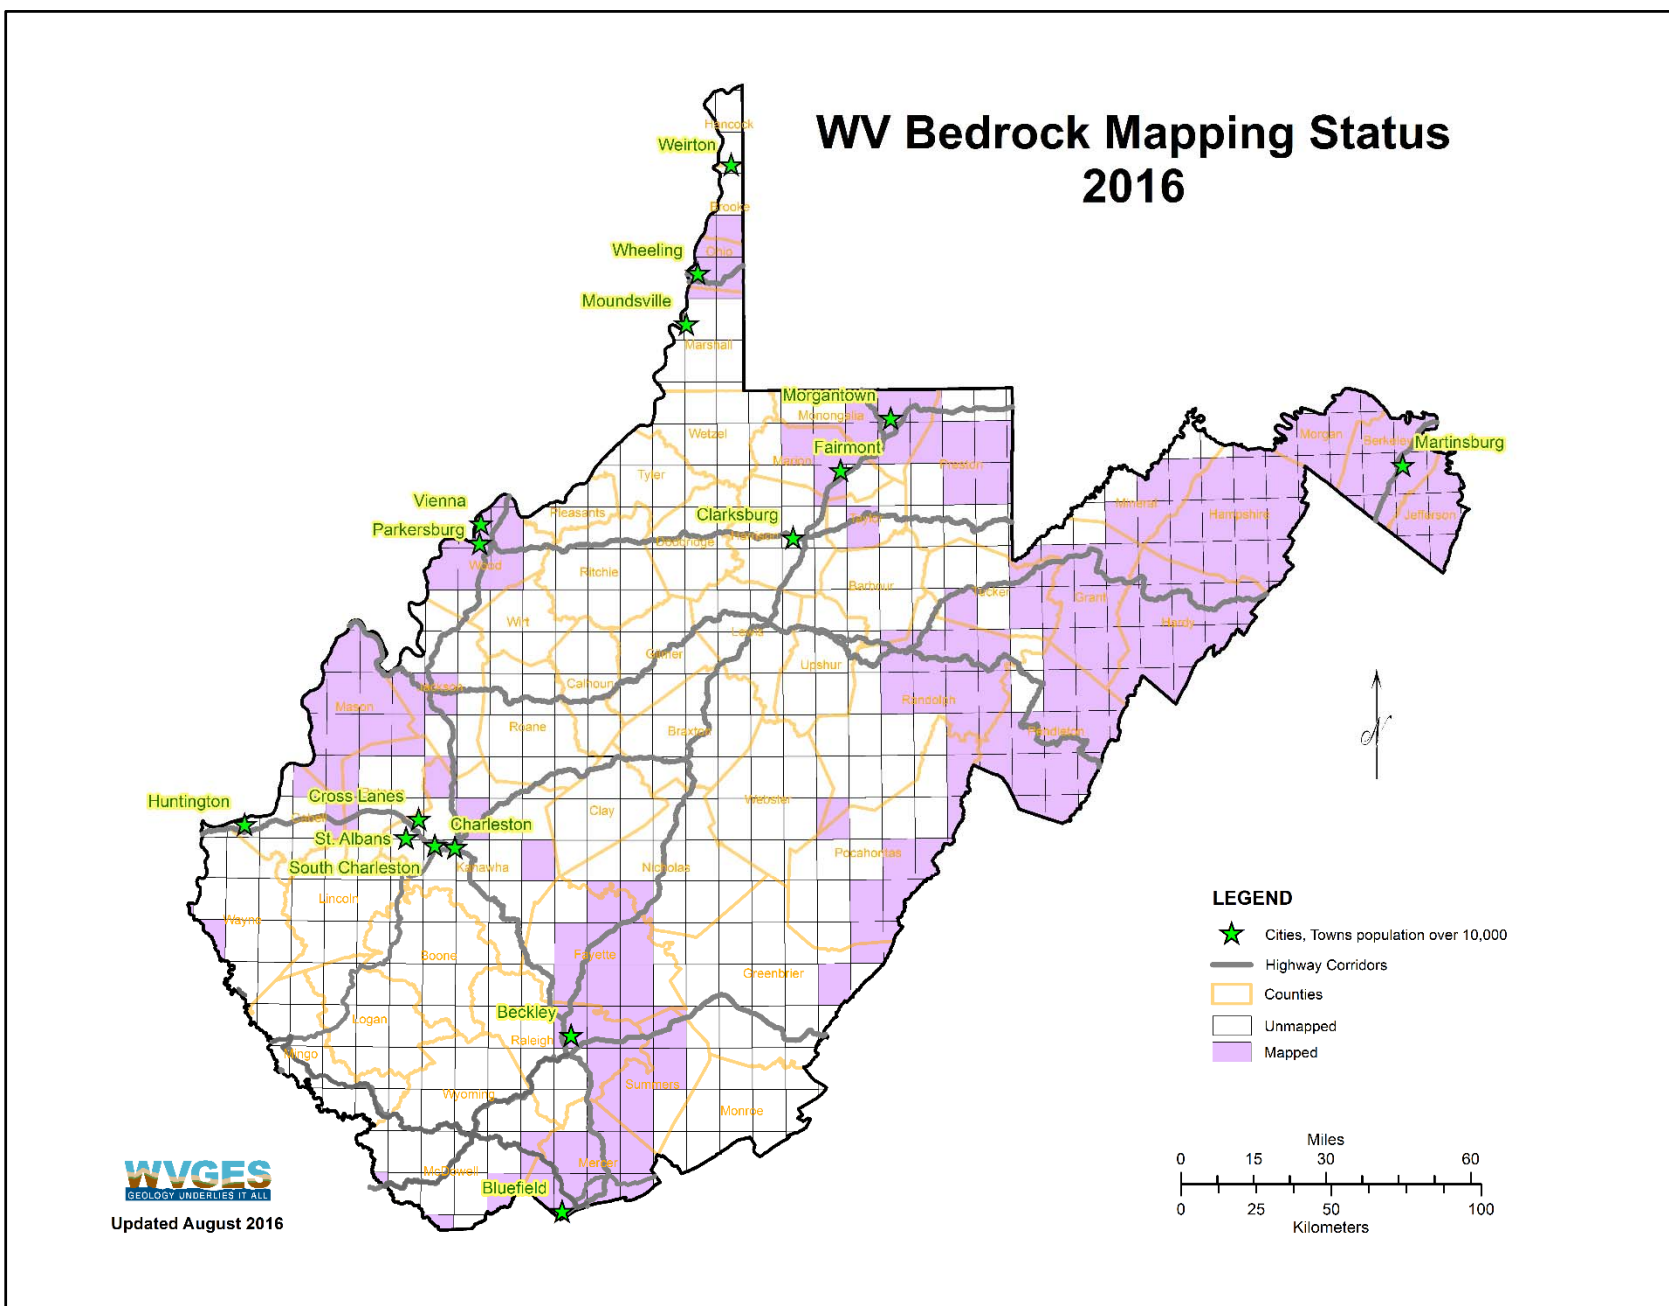 WV Bedrock Mapping Status
2016
Hancock
Weirton
Brooke
Wheeling
Ohio
Moundsville
Marshall
Morgantown
Monongalia
Wetzel
Fairmont
Marion
Preston
Tyler
Morgan
Berkeley
Martinsburg
Mineral
Hampshire
Jefferson
Vienna
Pleasants
Parkersburg
Clarksburg
Taylor
Harrison
Doddridge
Wood
Ritchie
Barbour
Tucker
Grant
Hardy
Wirt
Lewis
Gilmer
Upshur
Calhoun
Jackson
Randolph
Mason
Roane
Braxton
Pendleton
Huntington
Cross Lanes
Putnam
Cabell
Charleston
Clay
Webster
St. Albans
South Charleston
Kanawha
Nicholas
Pocahontas
Lincoln
Wayne
Boone
Fayette
Greenbrier
Logan
Beckley
Raleigh
Mingo
Wyoming
Summers
Monroe
McDowell
Mercer
Bluefield
N
LEGEND
Cities, Towns population over 10,000
Highway Corridors
Counties
Unmapped
Mapped
Miles
0 15 30 60
0 25 50 100
Kilometers
WVGES
GEOLOGY UNDERLIES IT ALL
Updated August 2016